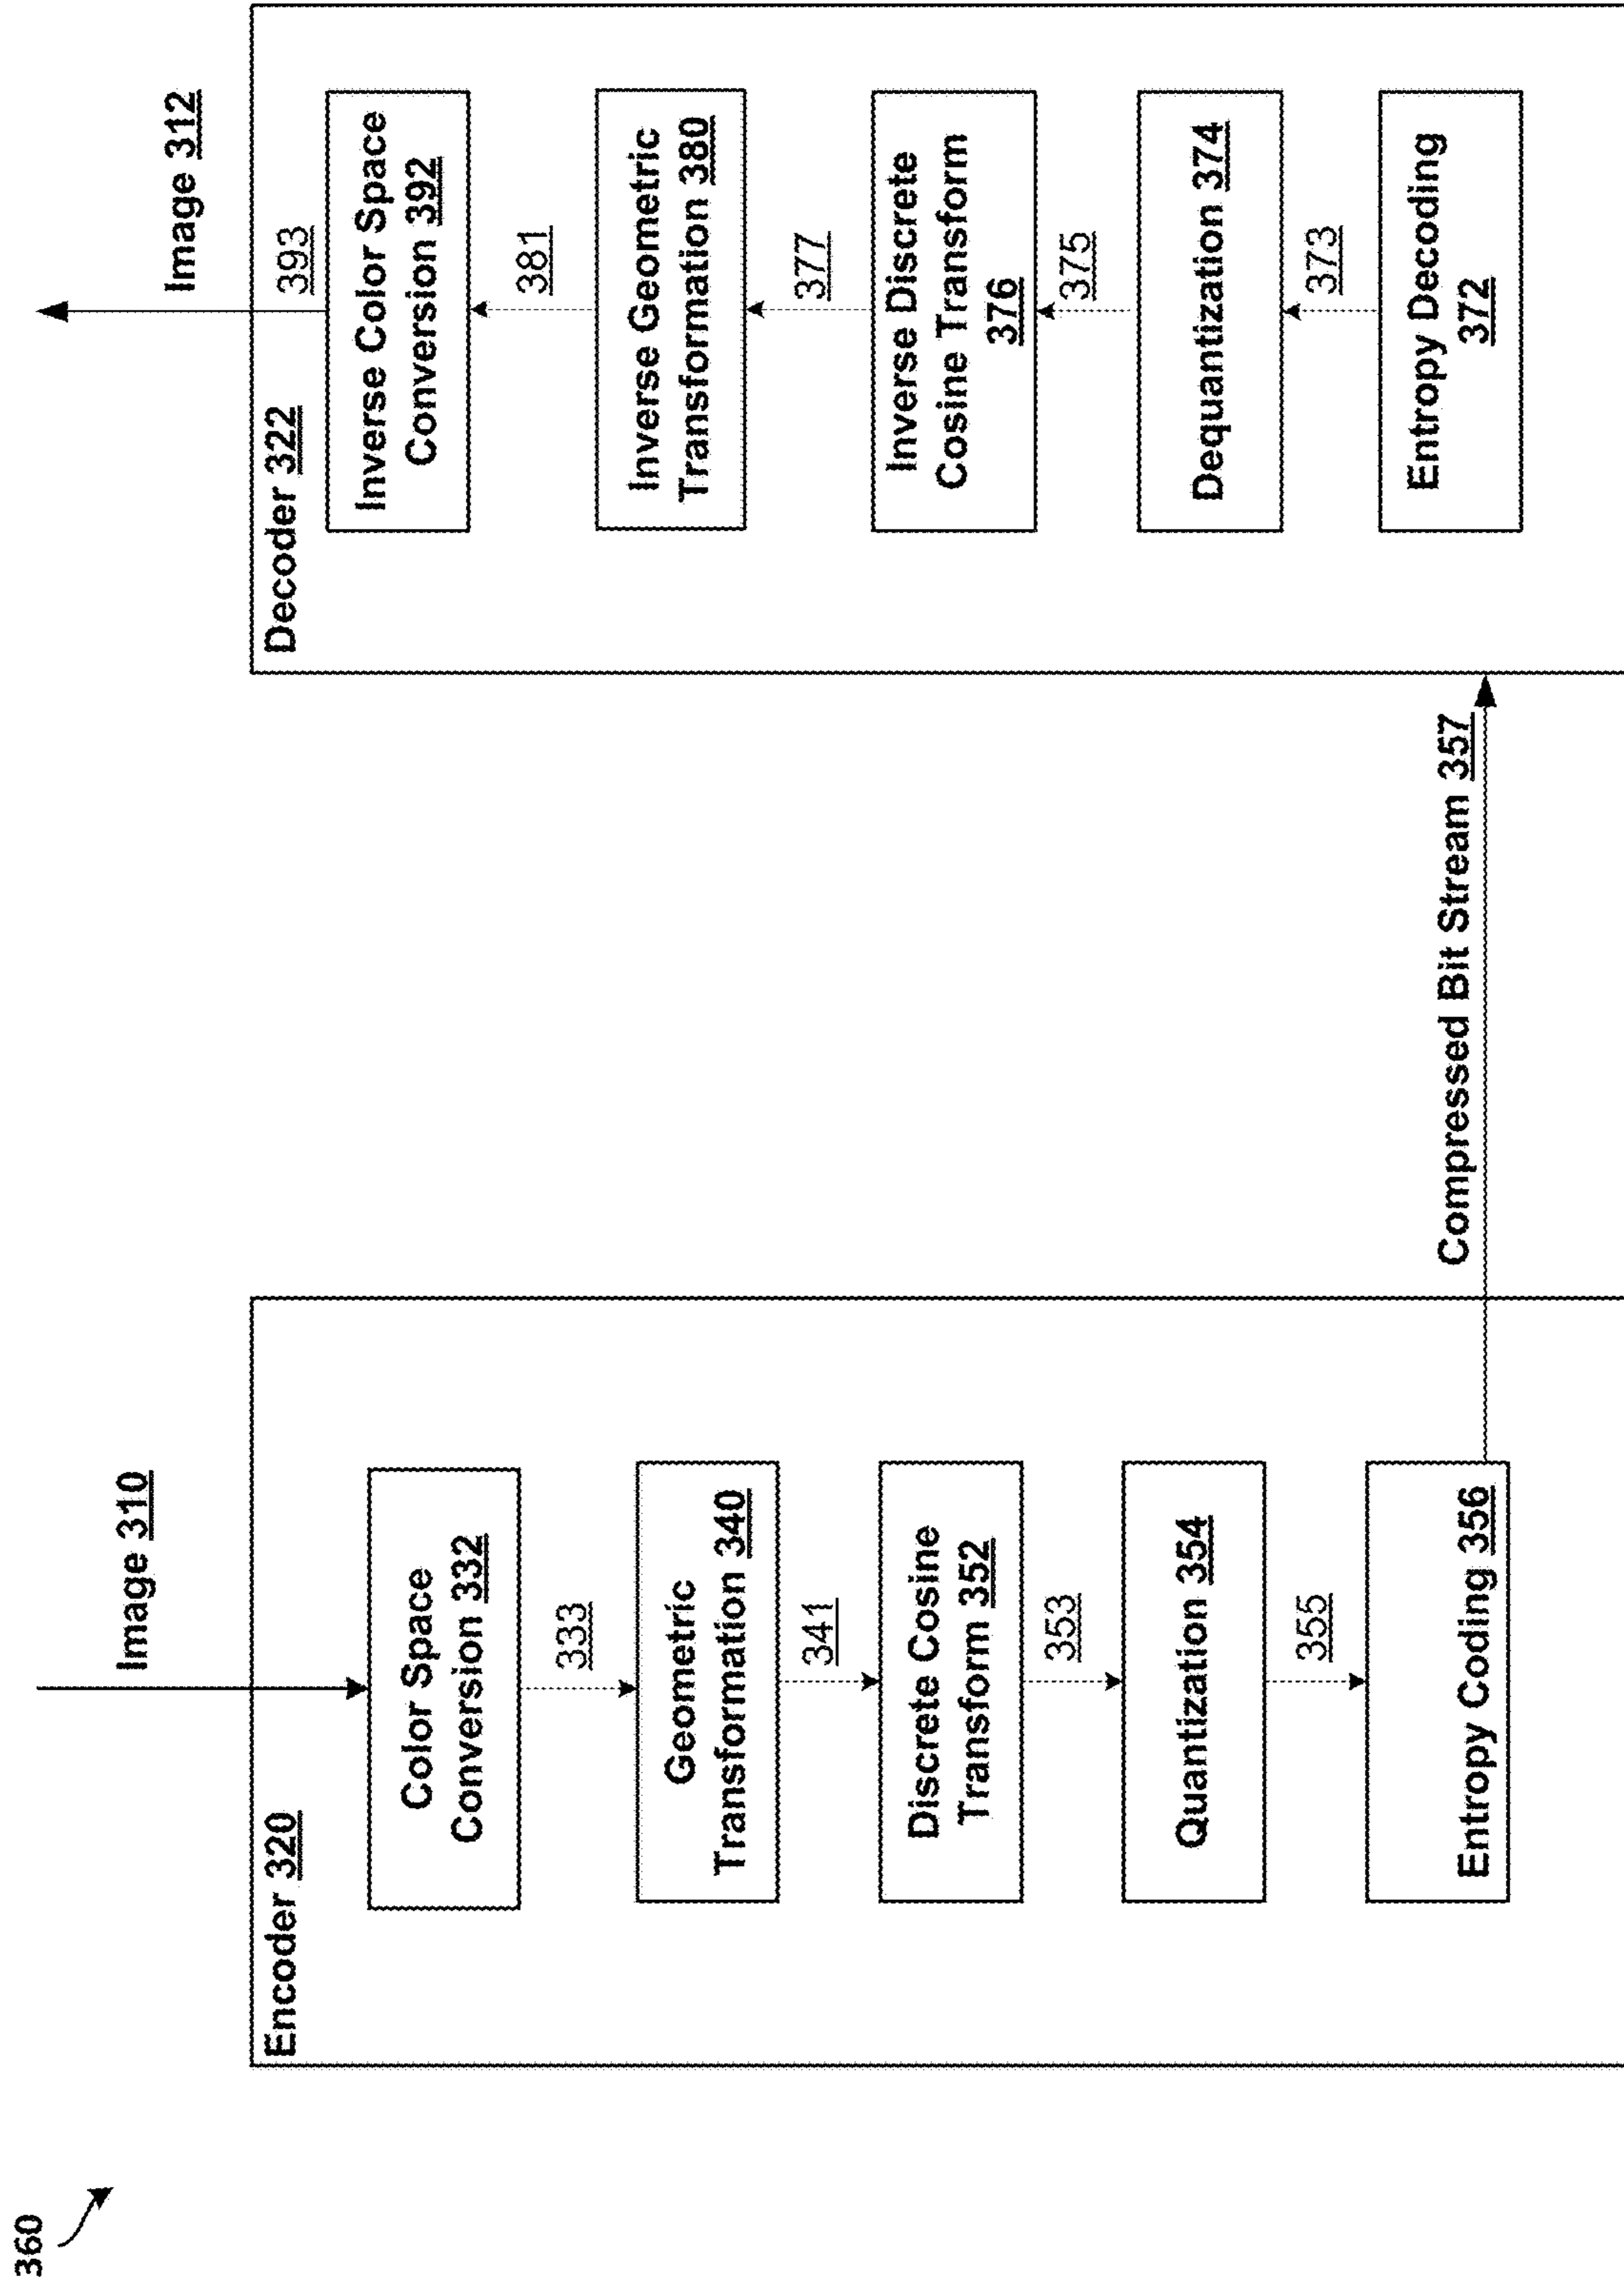 360
Image 310
Encoder 320
Color Space
Conversion 332
333
Geometric
Transformation 340
341
Discrete Cosine
Transform 352
353
Quantization 354
355
Entropy Coding 356
Compressed Bit Stream 357
Image 312
Decoder 322
393
Inverse Color Space
Conversion 392
381
Inverse Geometric
Transformation 380
377
Inverse Discrete
Cosine Transform
376
375
Dequantization 374
373
Entropy Decoding
372